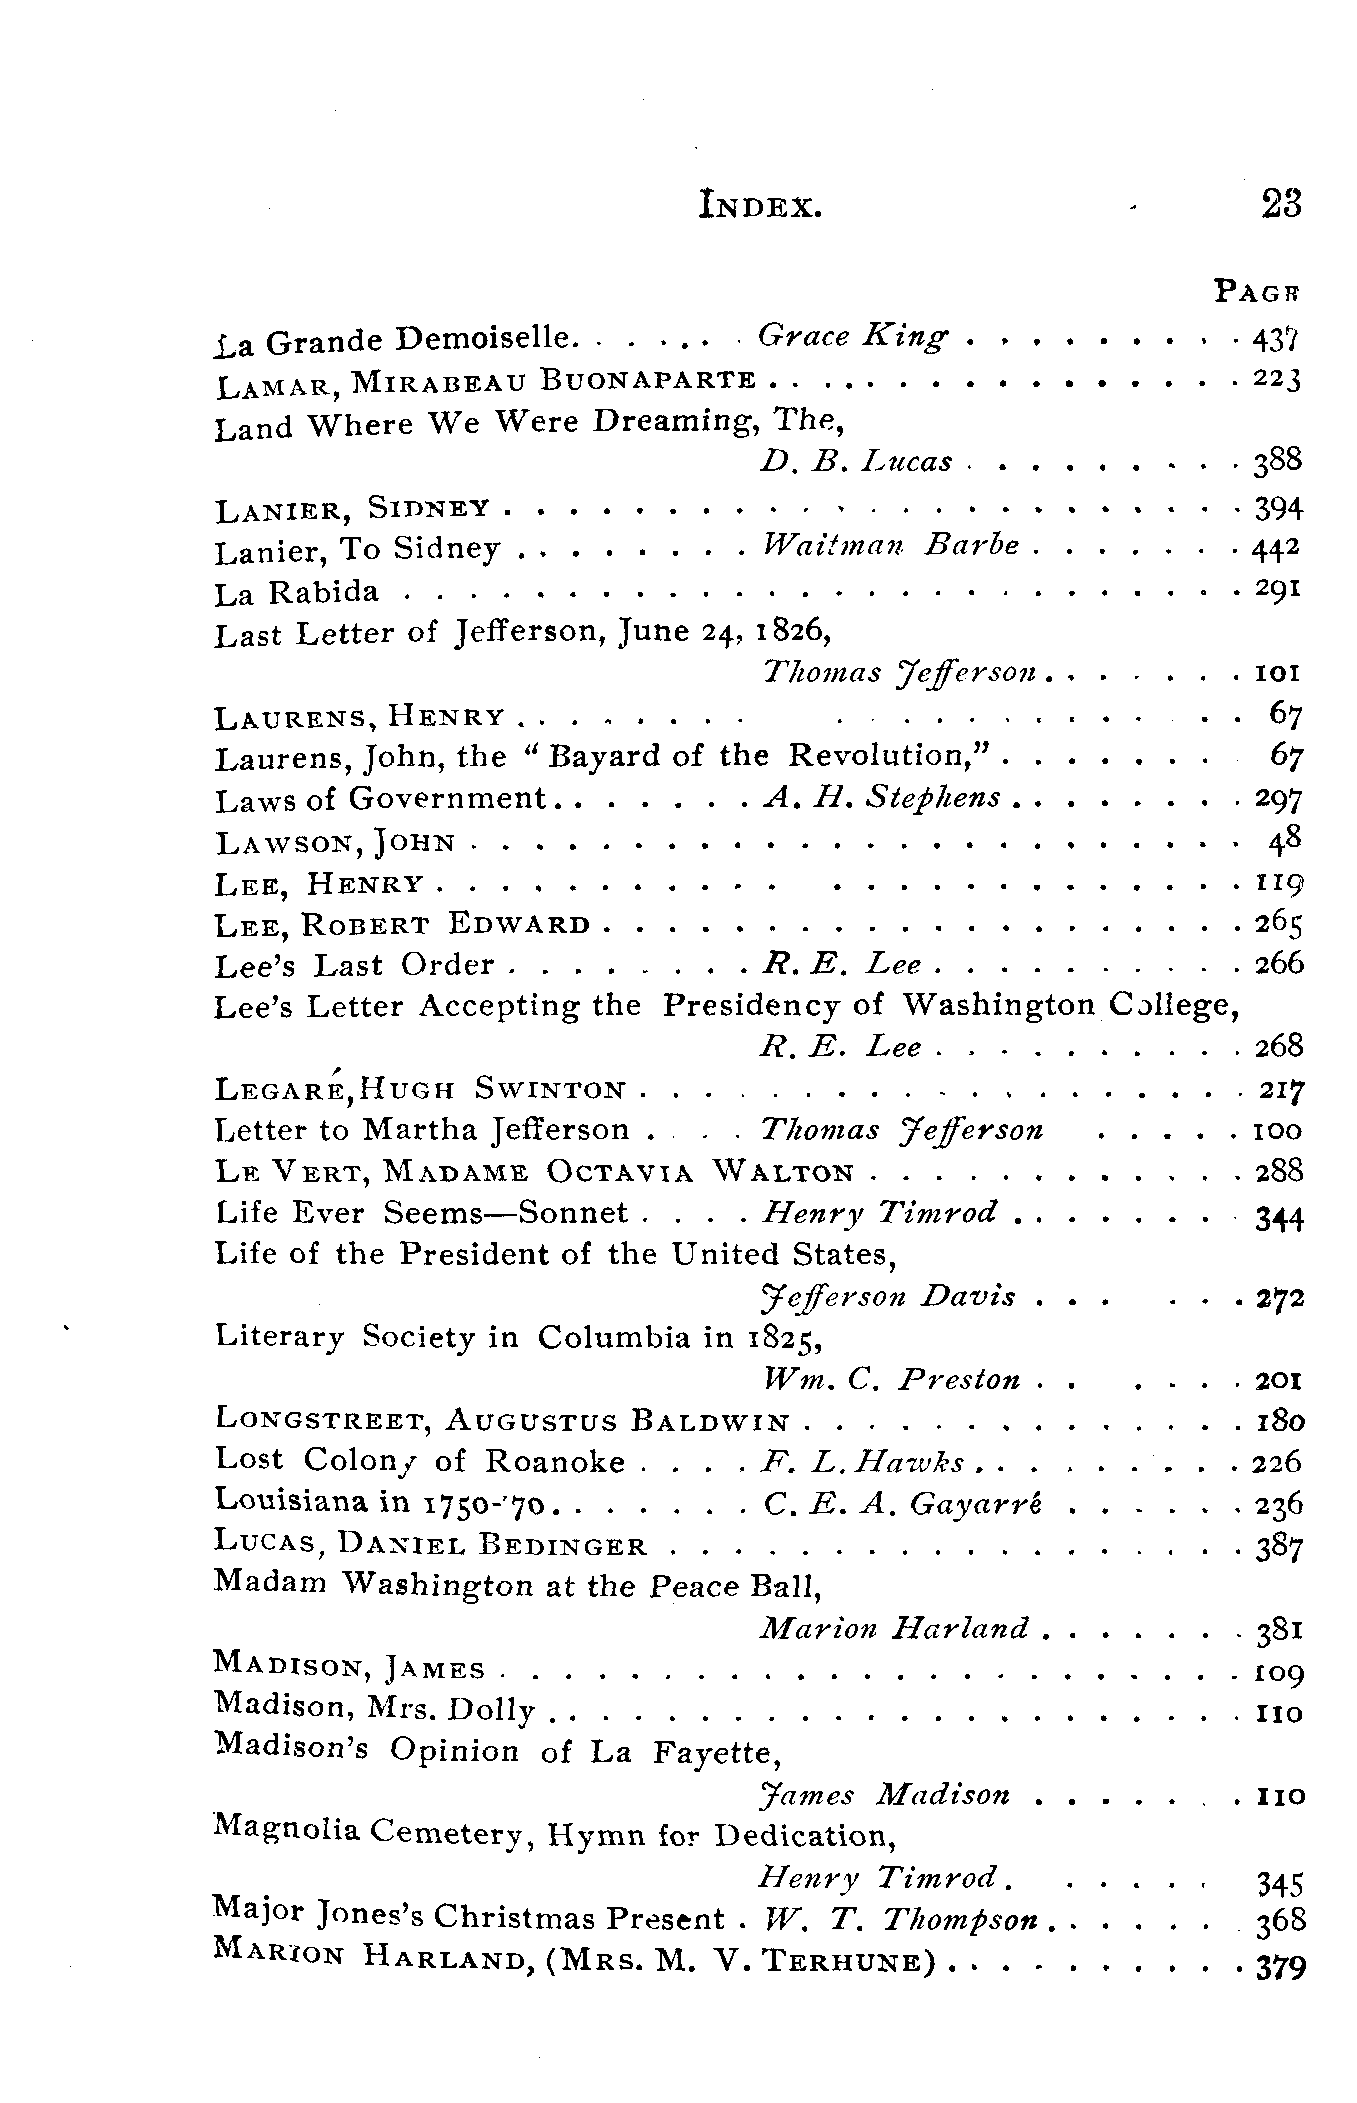 INDEX. 23
PAGE
La Grande Demoiselle. . . . . . . Grace King . . . . . . . . . 437
LAMAR, MIRABEAU BUONAPARTE . . . . . . . . . . . . . . . 223
Land Where We Were Dreaming, The,
D. B. Lucas . . . . . . . . . 388
LANIER, SIDNEY . . . . . . . . . . . . . . . . . . . . . . . 394
Lanier, To Sidney . . . . . . . . Waitman Barbe . . . . . . . 442
La Rabida . . . . . . . . . . . . . . . . . . . . . . . . . . 291
Last Letter of Jefferson, June 24, 1826,
Thomas Jefferson . . . . . . . 101
LAURENS, HENRY . . . . . . . . . . . . . . . . . . . . . 67
Laurens, John, the “ Bayard of the Revolution,” . . . . . . . . 67
Laws of Government . . . . . . . A. H. Stephens . . . . . . . . 297
LAWSON, JOHN . . . . . . . . . . . . . . . . . . . . . . . . 48
LEE, HENRY . . . . . . . . . . . . . . . . . . . . . . . . 119
LEE, ROBERT EDWARD . . . . . . . . . . . . . . . . . . . . 265
Lee's Last Order . . . . . . . . R. E. Lee . . . . . . . . . . 266
Lee's Letter Accepting the Presidency of Washington College,
R. E. Lee . . . . . . . . . . 268
LEGARÉ, HUGH SWINTON . . . . . . . . . . . . . . . . . . . 217
Letter to Martha Jefferson . . . . Thomas Jefferson . . . . . 100
LE VERT, MADAME OCTAVIA WALTON . . . . . . . . . . . . 288
Life Ever Seems—Sonnet . . . . Henry Timrod . . . . . . . . 344
Life of the President of the United States,
Jefferson Davis . . . . . . 272
Literary Society in Columbia in 1825,
Wm. C. Preston . . . . . . 201
LONGSTREET, AUGUSTUS BALDWIN . . . . . . . . . . . . . . 180
Lost Colony of Roanoke . . . . F. L. Hawks . . . . . . . . . 226
Louisiana in 1750-'70 . . . . . . . C. E. A. Gayarré . . . . . . 236
LUCAS, DANIEL BEDINGER . . . . . . . . . . . . . . . . . . 387
Madam Washington at the Peace Ball,
Marion Harland . . . . . . . 381
MADISON, JAMES . . . . . . . . . . . . . . . . . . . . . . . 109
Madison, Mrs. Dolly . . . . . . . . . . . . . . . . . . . . . . 110
Madison's Opinion of La Fayette,
James Madison . . . . . . . 110
Magnolia Cemetery, Hymn for Dedication,
Henry Timrod . . . . . . 345
Major Jones's Christmas Present . W. T. Thompson . . . . . . . 368
MARION HARLAND, (MRS. M. V. TERHUNE) . . . . . . . . . . 379